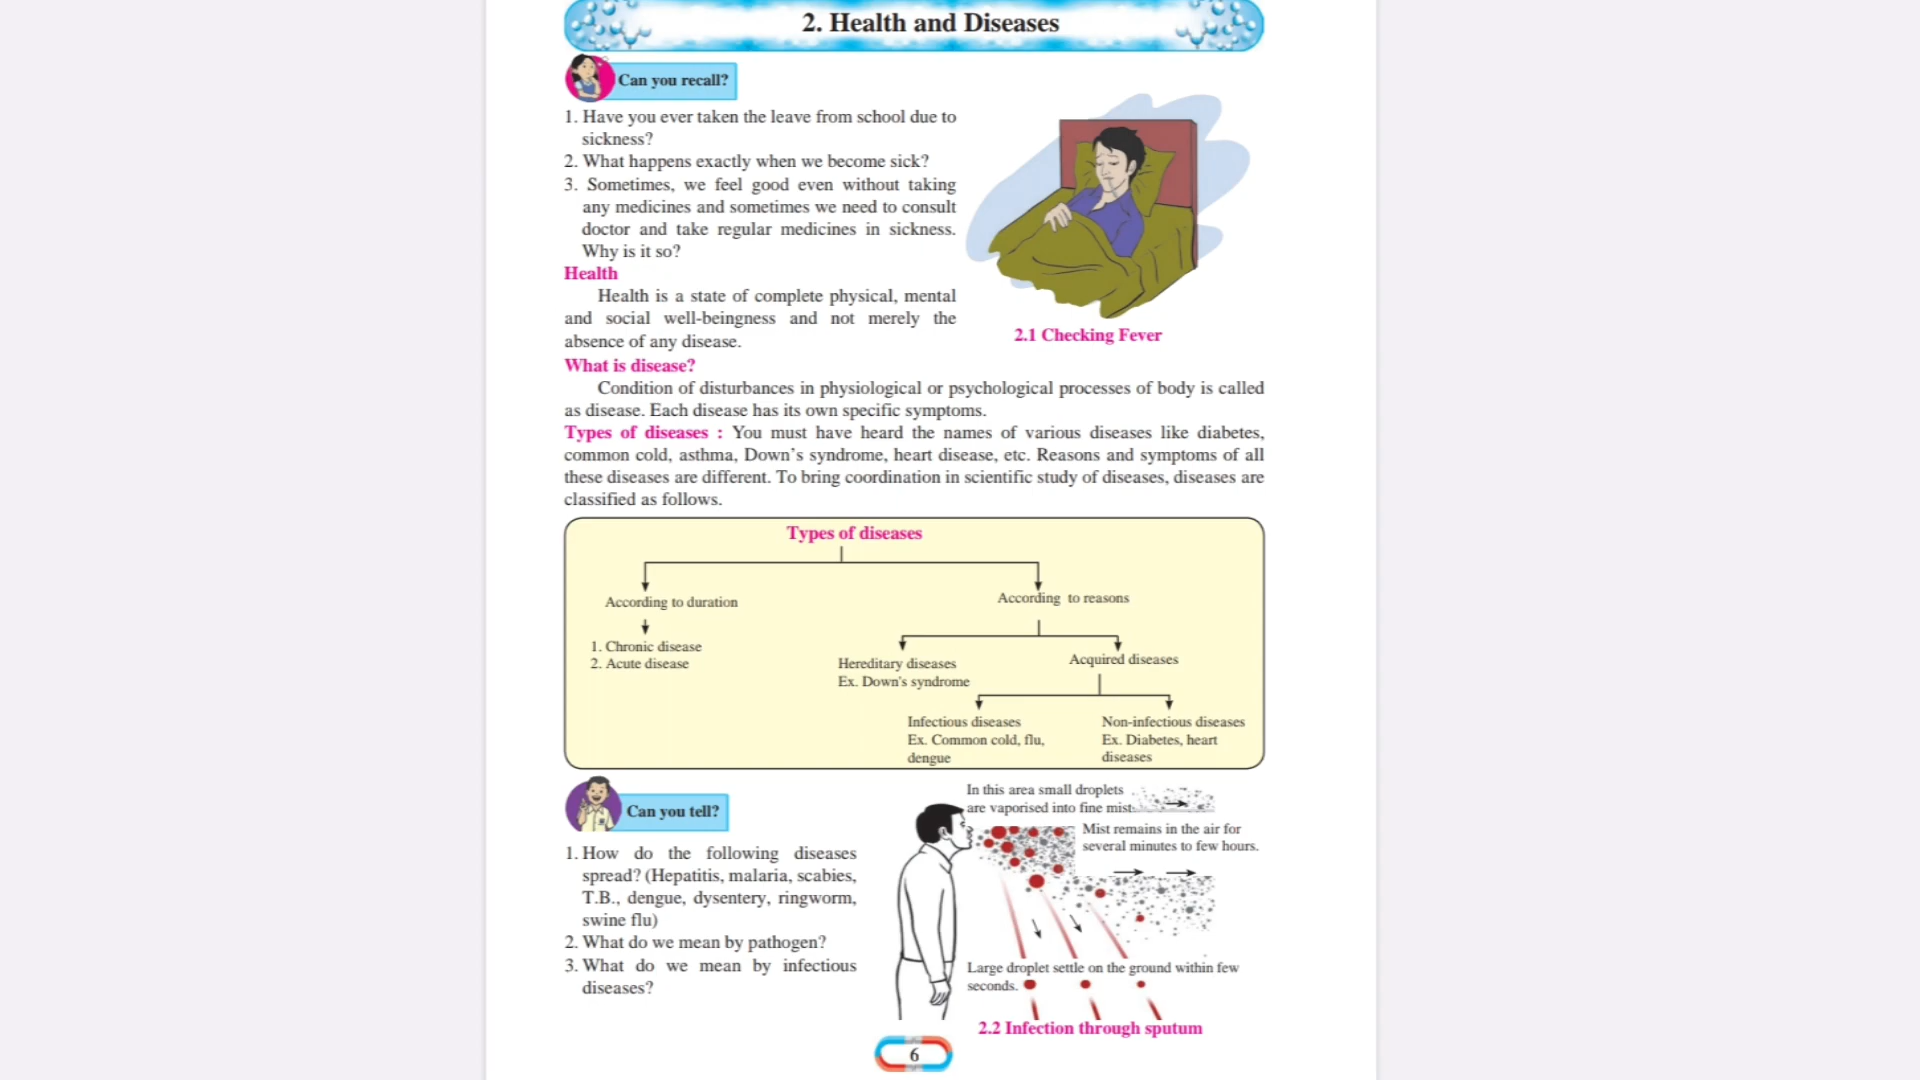 2. Health and Diseases
Can you recall?
1. Have you ever taken the leave from school due to
sickness?
2. What happens exactly when we become sick?
3. Sometimes, we feel good even without taking
any medicines and sometimes we need to consult
doctor and take regular medicines in sickness.
Why is it so?
Health
Health is a state of complete physical, mental
and social well-beingness and not merely the
absence of any disease.
2.1 Checking Fever
What is disease?
Condition of disturbances in physiological or psychological processes of body is called
as disease. Each disease has its own specific symptoms.
Types of diseases : You must have heard the names of various diseases like diabetes,
common cold, asthma, Down's syndrome, heart disease, etc. Reasons and symptoms of all
these diseases are different. To bring coordination in scientific study of diseases, diseases are
classified as follows.
Types of diseases
According to duration
According to reasons
1. Chronic disease
2. Acute disease
Hereditary diseases
Ex. Down's syndrome
Acquired diseases
Infectious diseases
Ex. Common cold, flu,
dengue
Non-infectious diseases
Ex. Diabetes, heart
diseases
Can you tell?
1. How do the following diseases
spread? (Hepatitis, malaria, scabies,
T.B., dengue, dysentery, ringworm,
swine flu)
2. What do we mean by pathogen?
3. What do we mean by infectious
diseases?
In this area small droplets
are vaporised into fine mist.
Mist remains in the air for
several minutes to few hours.
Large droplet settle on the ground within few
seconds.
2.2 Infection through sputum
6